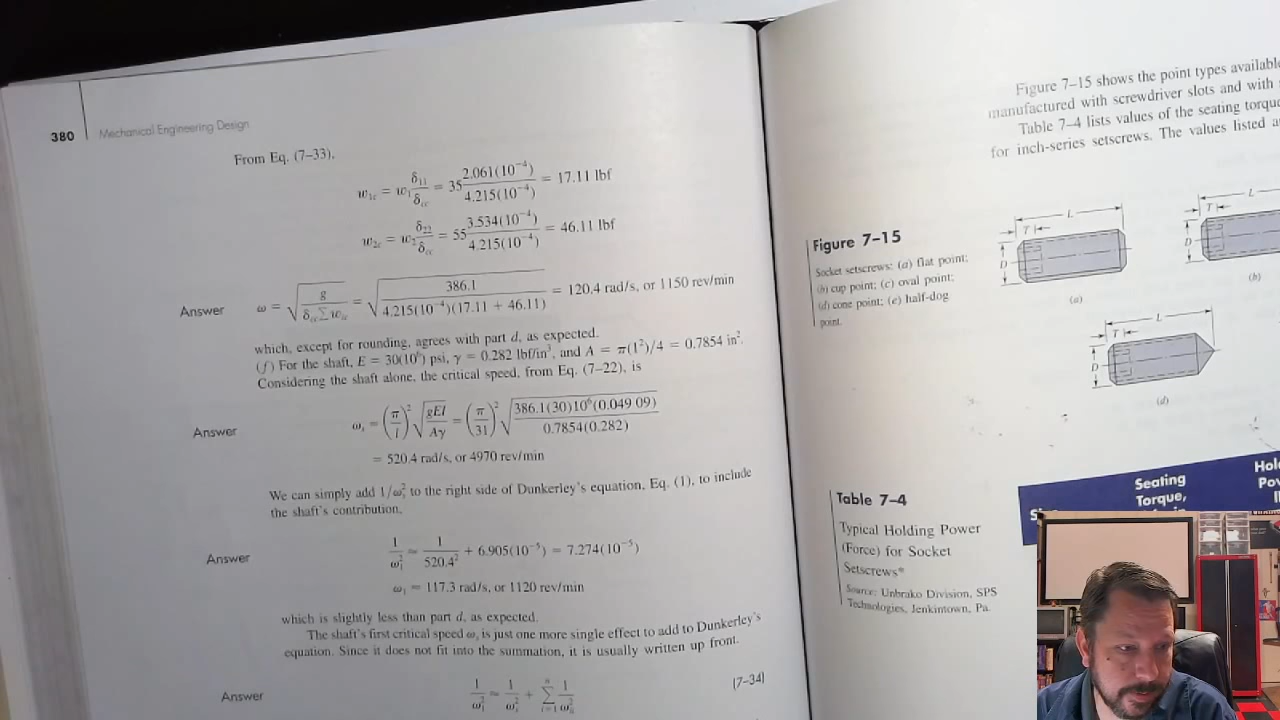 380 Mechanical Engineering Design
From Eq. (7–33),
w₁c = w₁ δ₁₁/δcc = 35 2.061(10⁻⁴)/4.215(10⁻⁴) = 17.11 lbf
w₂c = w₂ δ₂₂/δcc = 55 3.534(10⁻⁴)/4.215(10⁻⁴) = 46.11 lbf
Answer ω = √(g/(δcc ∑ wic)) = √(386.1/(4.215(10⁻⁴)(17.11 + 46.11))) = 120.4 rad/s, or 1150 rev/min
which, except for rounding, agrees with part d, as expected.
(f) For the shaft, E = 30(10⁶) psi, γ = 0.282 lbf/in³, and A = π(1²)/4 = 0.7854 in².
Considering the shaft alone, the critical speed, from Eq. (7–22), is
Answer ωs = (π/l)² √(gEI/Aγ) = (π/31)² √(386.1(30)10⁶(0.049 09)/0.7854(0.282))
= 520.4 rad/s, or 4970 rev/min
We can simply add 1/ωs² to the right side of Dunkerley's equation, Eq. (1), to include
the shaft's contribution,
Answer 1/ω₁² ≈ 1/520.4² + 6.905(10⁻⁵) = 7.274(10⁻⁵)
ω₁ ≈ 117.3 rad/s, or 1120 rev/min
which is slightly less than part d, as expected.
The shaft's first critical speed ωs is just one more single effect to add to Dunkerley's
equation. Since it does not fit into the summation, it is usually written up front.
Answer 1/ω₁² ≈ 1/ωs² + ∑ i=1 n 1/ωii² (7–34)
Figure 7–15 shows the point types available
manufactured with screwdriver slots and with
Table 7–4 lists values of the seating torque
for inch-series setscrews. The values listed
Figure 7–15
Socket setscrews: (a) flat point;
(b) cup point; (c) oval point;
(d) cone point; (e) half-dog
point.
L
T
D
(a)
L
T
D
(b)
L
T
D
(d)
Table 7–4
Typical Holding Power
(Force) for Socket
Setscrews*
Source: Unbrako Division, SPS
Technologies, Jenkintown, Pa.
Seating
Torque,